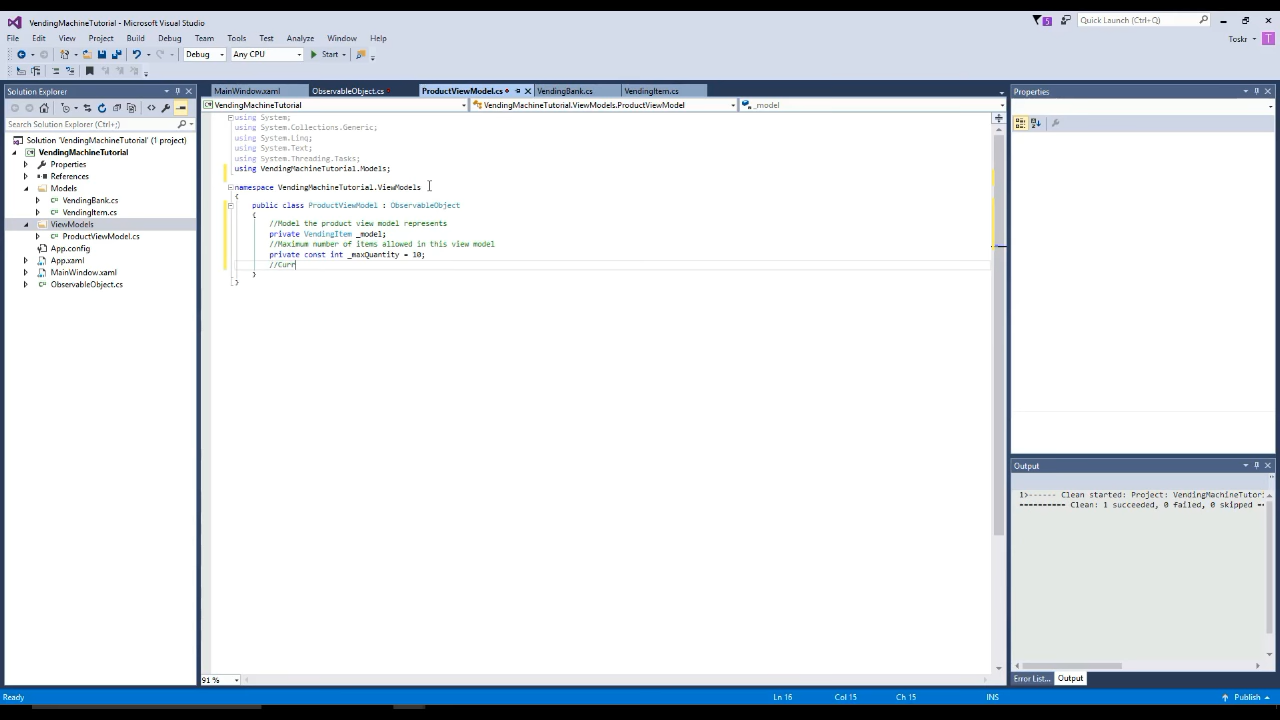 VendingMachineTutorial - Microsoft Visual Studio
5
Quick Launch (Ctrl+Q)
File Edit View Project Build Debug Team Tools Test Analyze Window Help
Toskr
T
Debug Any CPU Start
Solution Explorer
MainWindow.xaml ObservableObject.cs ProductViewModel.cs VendingBank.cs VendingItem.cs
Properties
VendingMachineTutorial VendingMachineTutorial.ViewModels.ProductViewModel _model
Search Solution Explorer (Ctrl+;)
Solution 'VendingMachineTutorial' (1 project)
VendingMachineTutorial
Properties
References
Models
VendingBank.cs
VendingItem.cs
ViewModels
ProductViewModel.cs
App.config
App.xaml
MainWindow.xaml
ObservableObject.cs
using System;
using System.Collections.Generic;
using System.Linq;
using System.Text;
using System.Threading.Tasks;
using VendingMachineTutorial.Models;
namespace VendingMachineTutorial.ViewModels
{
public class ProductViewModel : ObservableObject
{
//Model the product view model represents
private VendingItem _model;
//Maximum number of items allowed in this view model
private const int _maxQuantity = 10;
//Curr
}
}
Output
1>------ Clean started: Project: VendingMachineTutori
========== Clean: 1 succeeded, 0 failed, 0 skipped ==
91 %
Error List... Output
Ready Ln 16 Col 15 Ch 15 INS Publish